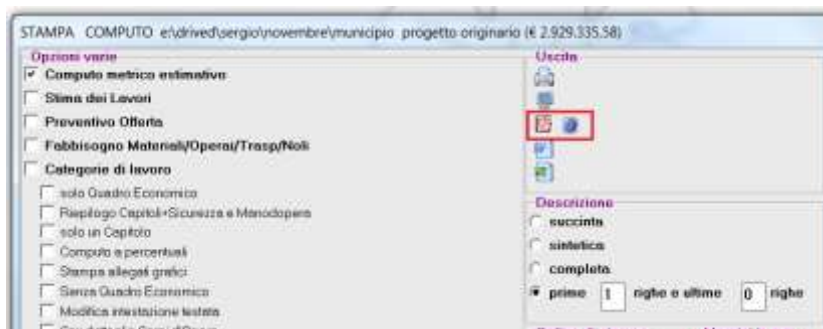 STAMPA COMPUTO e:\drived\sergio\novembre\municipio progetto originario (€ 2.929.335,58)
Opzioni varie
Computo metrico estimativo
Stima dei Lavori
Preventivo Offerta
Fabbisogno Materiali/Operai/Trasp/Noli
Categorie di lavoro
solo Quadro Economico
Riepilogo Capitoli+Sicurezza e Manodopera
solo un Capitolo
Computo a percentuali
Stampa allegati grafici
Senza Quadro Economico
Modifica intestazione testata
Uscita
Descrizione
succinta
sintetica
completa
prime 1 righe e ultime 0 righe